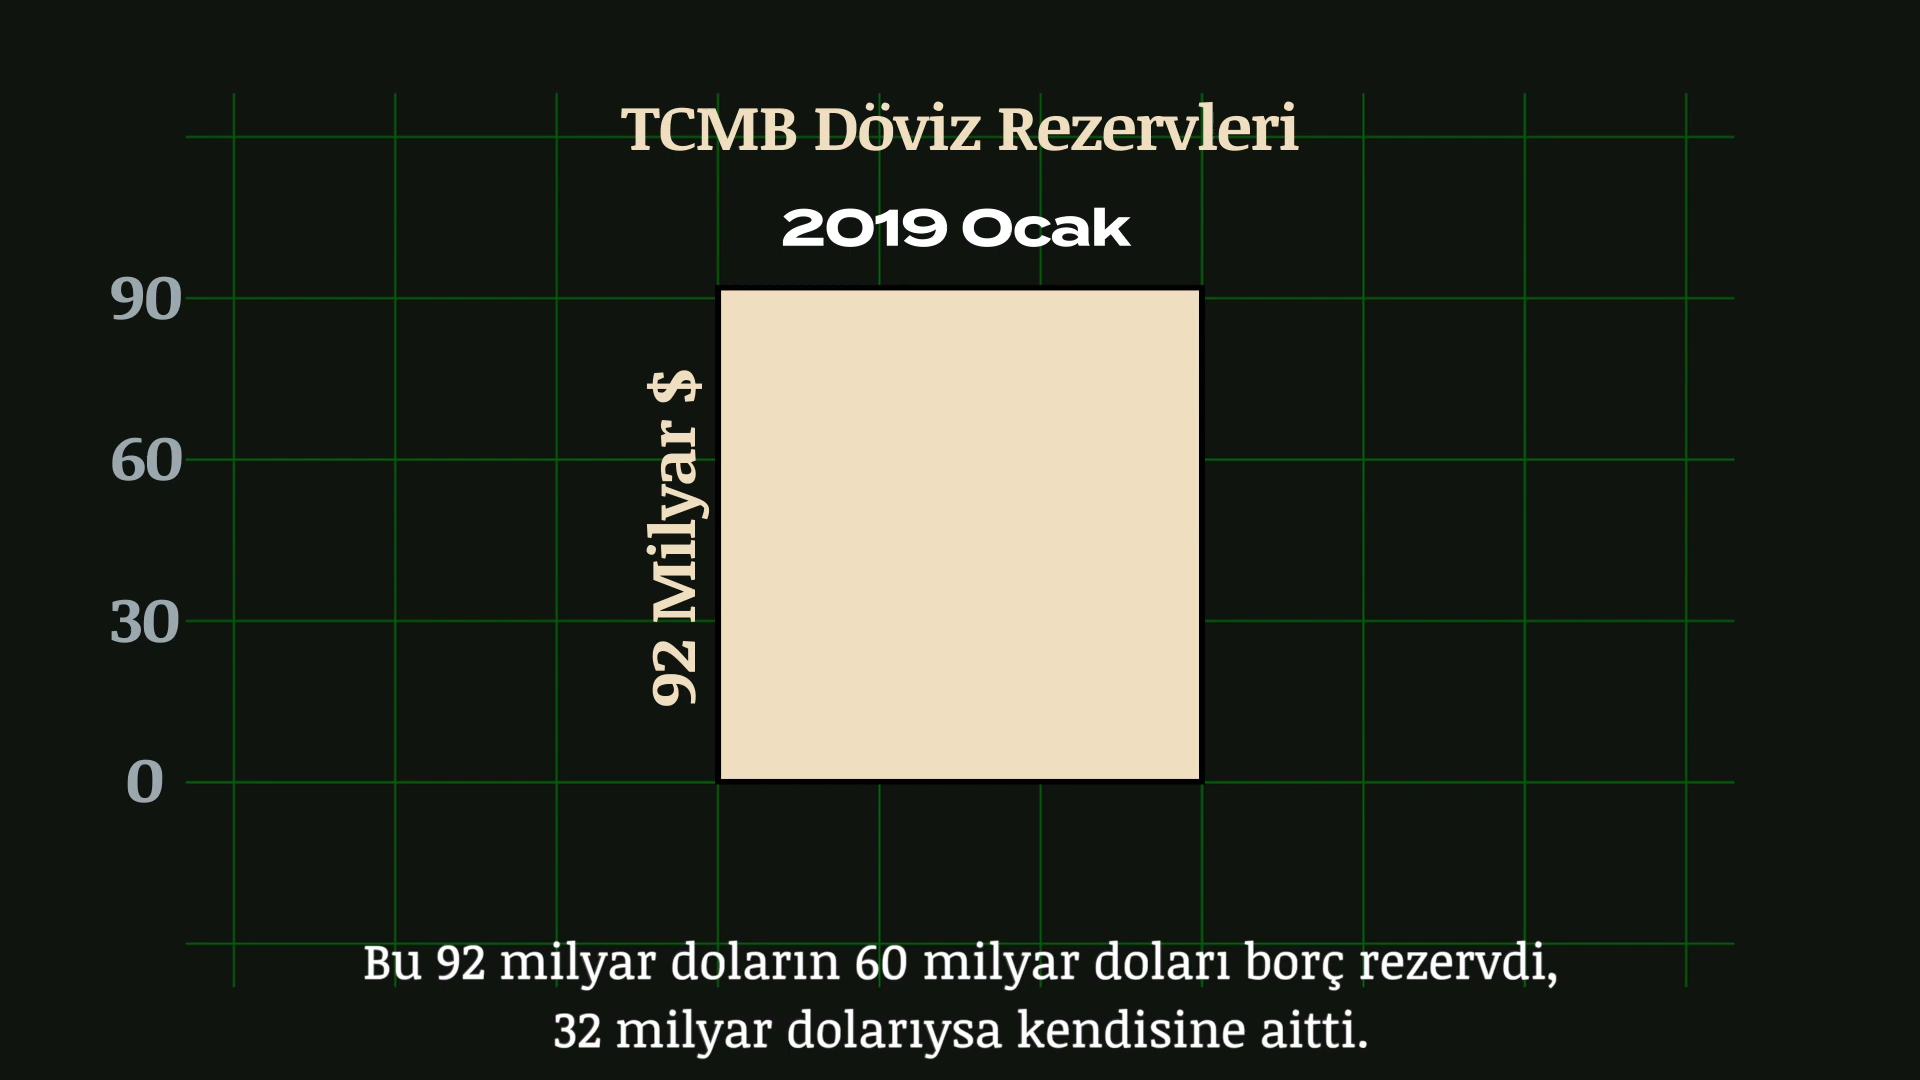 TCMB Döviz Rezervleri
2019 Ocak
90
60
30
0
92 Milyar $
Bu 92 milyar doların 60 milyar doları borç rezervdi,
32 milyar dolarıysa kendisine aitti.